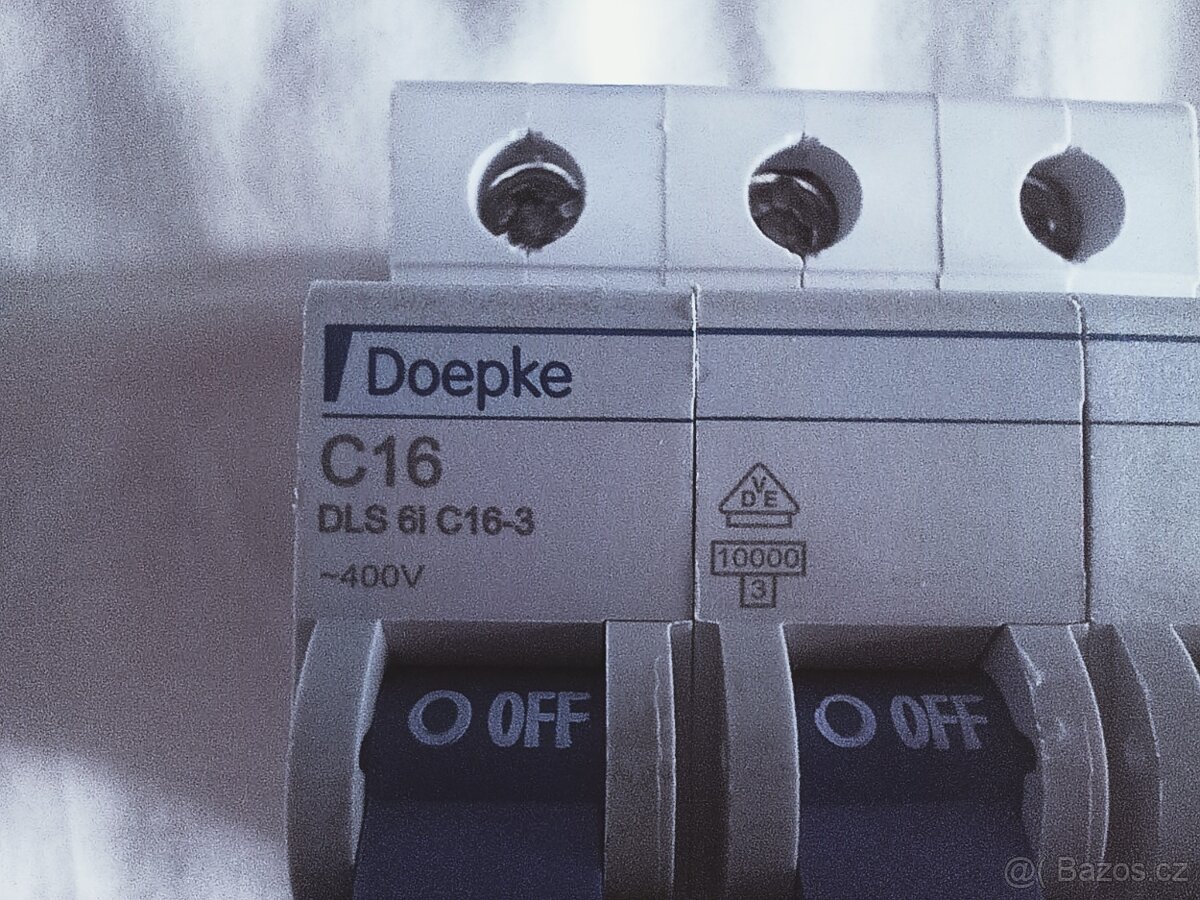 Doepke
C16
DLS 6i C16-3
~400V
VDE
10000
3
O OFF
O OFF
@( Bazos.cz